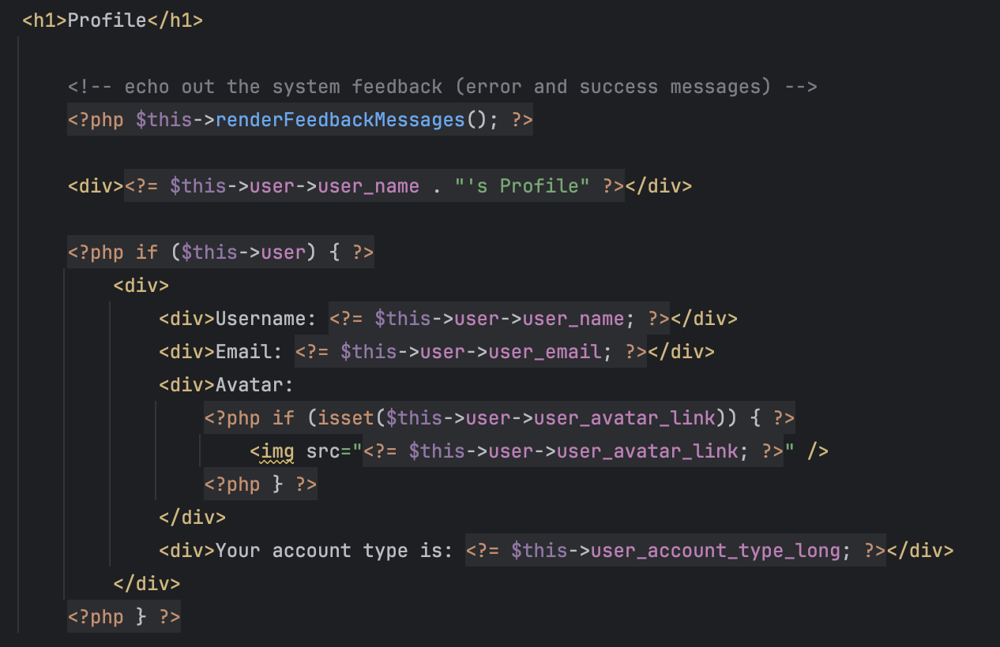 <h1>Profile</h1>
<!-- echo out the system feedback (error and success messages) -->
<?php $this->renderFeedbackMessages(); ?>
<div><?= $this->user->user_name . "'s Profile" ?></div>
<?php if ($this->user) { ?>
<div>
<div>Username: <?= $this->user->user_name; ?></div>
<div>Email: <?= $this->user->user_email; ?></div>
<div>Avatar:
<?php if (isset($this->user->user_avatar_link)) { ?>
<img src="<?= $this->user->user_avatar_link; ?>" />
<?php } ?>
</div>
<div>Your account type is: <?= $this->user_account_type_long; ?></div>
</div>
<?php } ?>